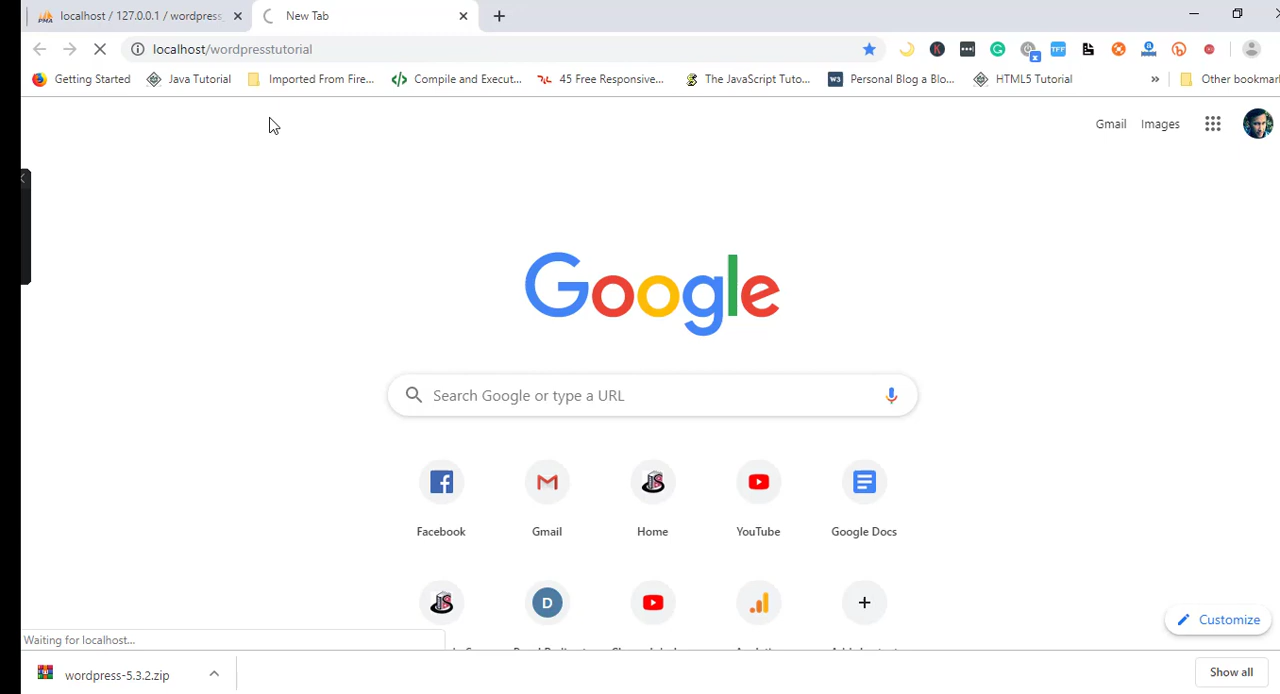 localhost / 127.0.0.1 / wordpress
New Tab
localhost/wordpresstutorial
Getting Started
Java Tutorial
Imported From Fire...
Compile and Execut...
45 Free Responsive...
The JavaScript Tuto...
Personal Blog a Blo...
HTML5 Tutorial
»
Other bookmar
Gmail
Images
Google
Search Google or type a URL
Facebook
Gmail
Home
YouTube
Google Docs
D
Customize
Waiting for localhost...
wordpress-5.3.2.zip
Show all